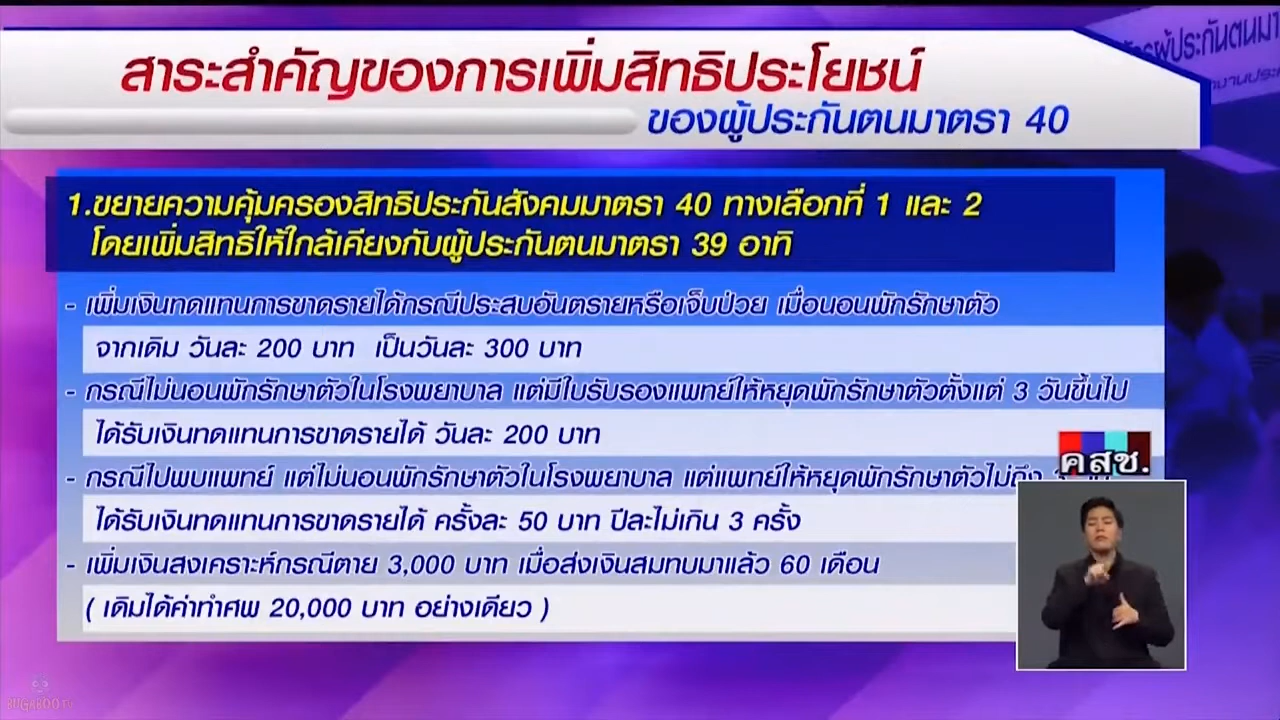 สาระสำคัญของการเพิ่มสิทธิประโยชน์
ของผู้ประกันตนมาตรา 40
ผู้ประกันตนมา
1.ขยายความคุ้มครองสิทธิประกันสังคมมาตรา 40 ทางเลือกที่ 1 และ 2
โดยเพิ่มสิทธิให้ใกล้เคียงกับผู้ประกันตนมาตรา 39 อาทิ
- เพิ่มเงินทดแทนการขาดรายได้กรณีประสบอันตรายหรือเจ็บป่วย เมื่อนอนพักรักษาตัว
จากเดิม วันละ 200 บาท เป็นวันละ 300 บาท
- กรณีไม่นอนพักรักษาตัวในโรงพยาบาล แต่มีใบรับรองแพทย์ให้หยุดพักรักษาตัวตั้งแต่ 3 วันขึ้นไป
ได้รับเงินทดแทนการขาดรายได้ วันละ 200 บาท
- กรณีไปพบแพทย์ แต่ไม่นอนพักรักษาตัวในโรงพยาบาล แต่แพทย์ให้หยุดพักรักษาตัวไม่ถึง
ได้รับเงินทดแทนการขาดรายได้ ครั้งละ 50 บาท ปีละไม่เกิน 3 ครั้ง
- เพิ่มเงินสงเคราะห์กรณีตาย 3,000 บาท เมื่อส่งเงินสมทบมาแล้ว 60 เดือน
( เดิมได้ค่าทำศพ 20,000 บาท อย่างเดียว )
คสช.
BUGABOO TV